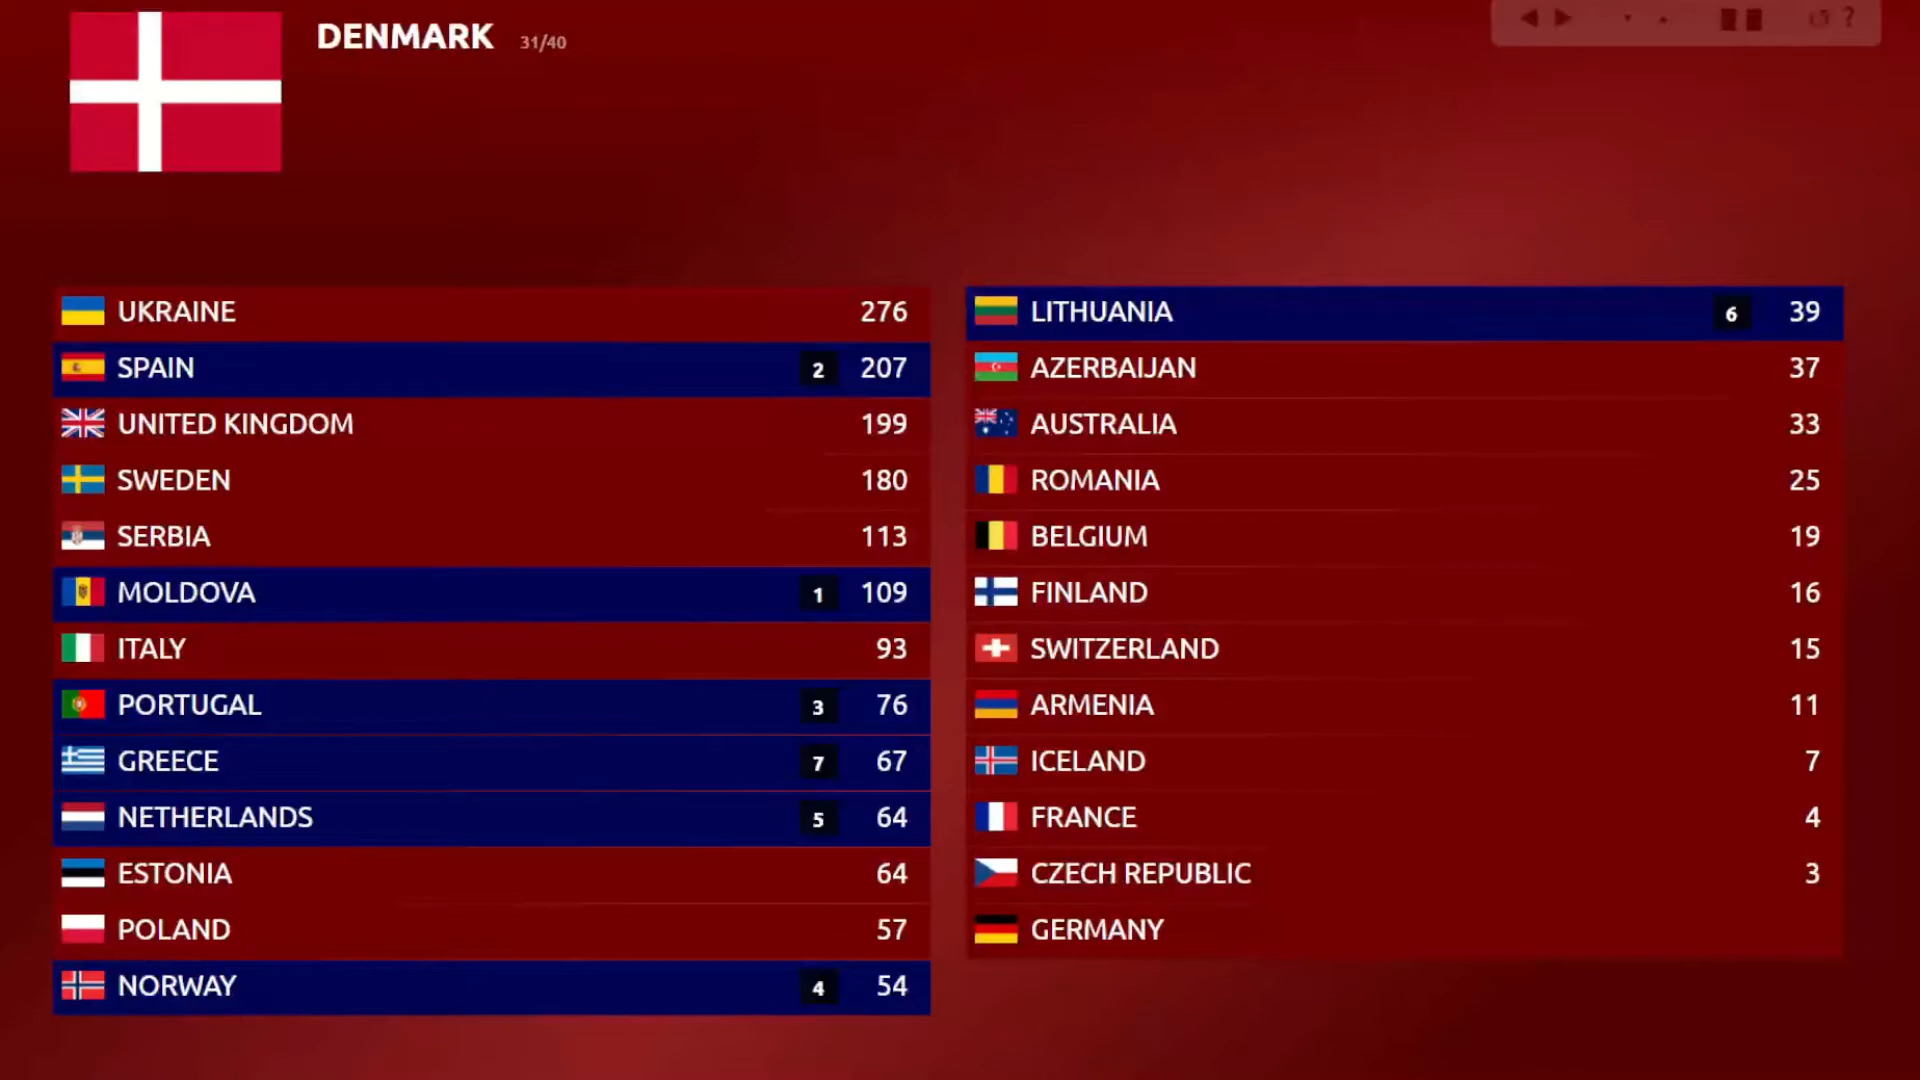 DENMARK 31/40
?
UKRAINE 276
SPAIN 2 207
UNITED KINGDOM 199
SWEDEN 180
SERBIA 113
MOLDOVA 1 109
ITALY 93
PORTUGAL 3 76
GREECE 7 67
NETHERLANDS 5 64
ESTONIA 64
POLAND 57
NORWAY 4 54
LITHUANIA 6 39
AZERBAIJAN 37
AUSTRALIA 33
ROMANIA 25
BELGIUM 19
FINLAND 16
SWITZERLAND 15
ARMENIA 11
ICELAND 7
FRANCE 4
CZECH REPUBLIC 3
GERMANY